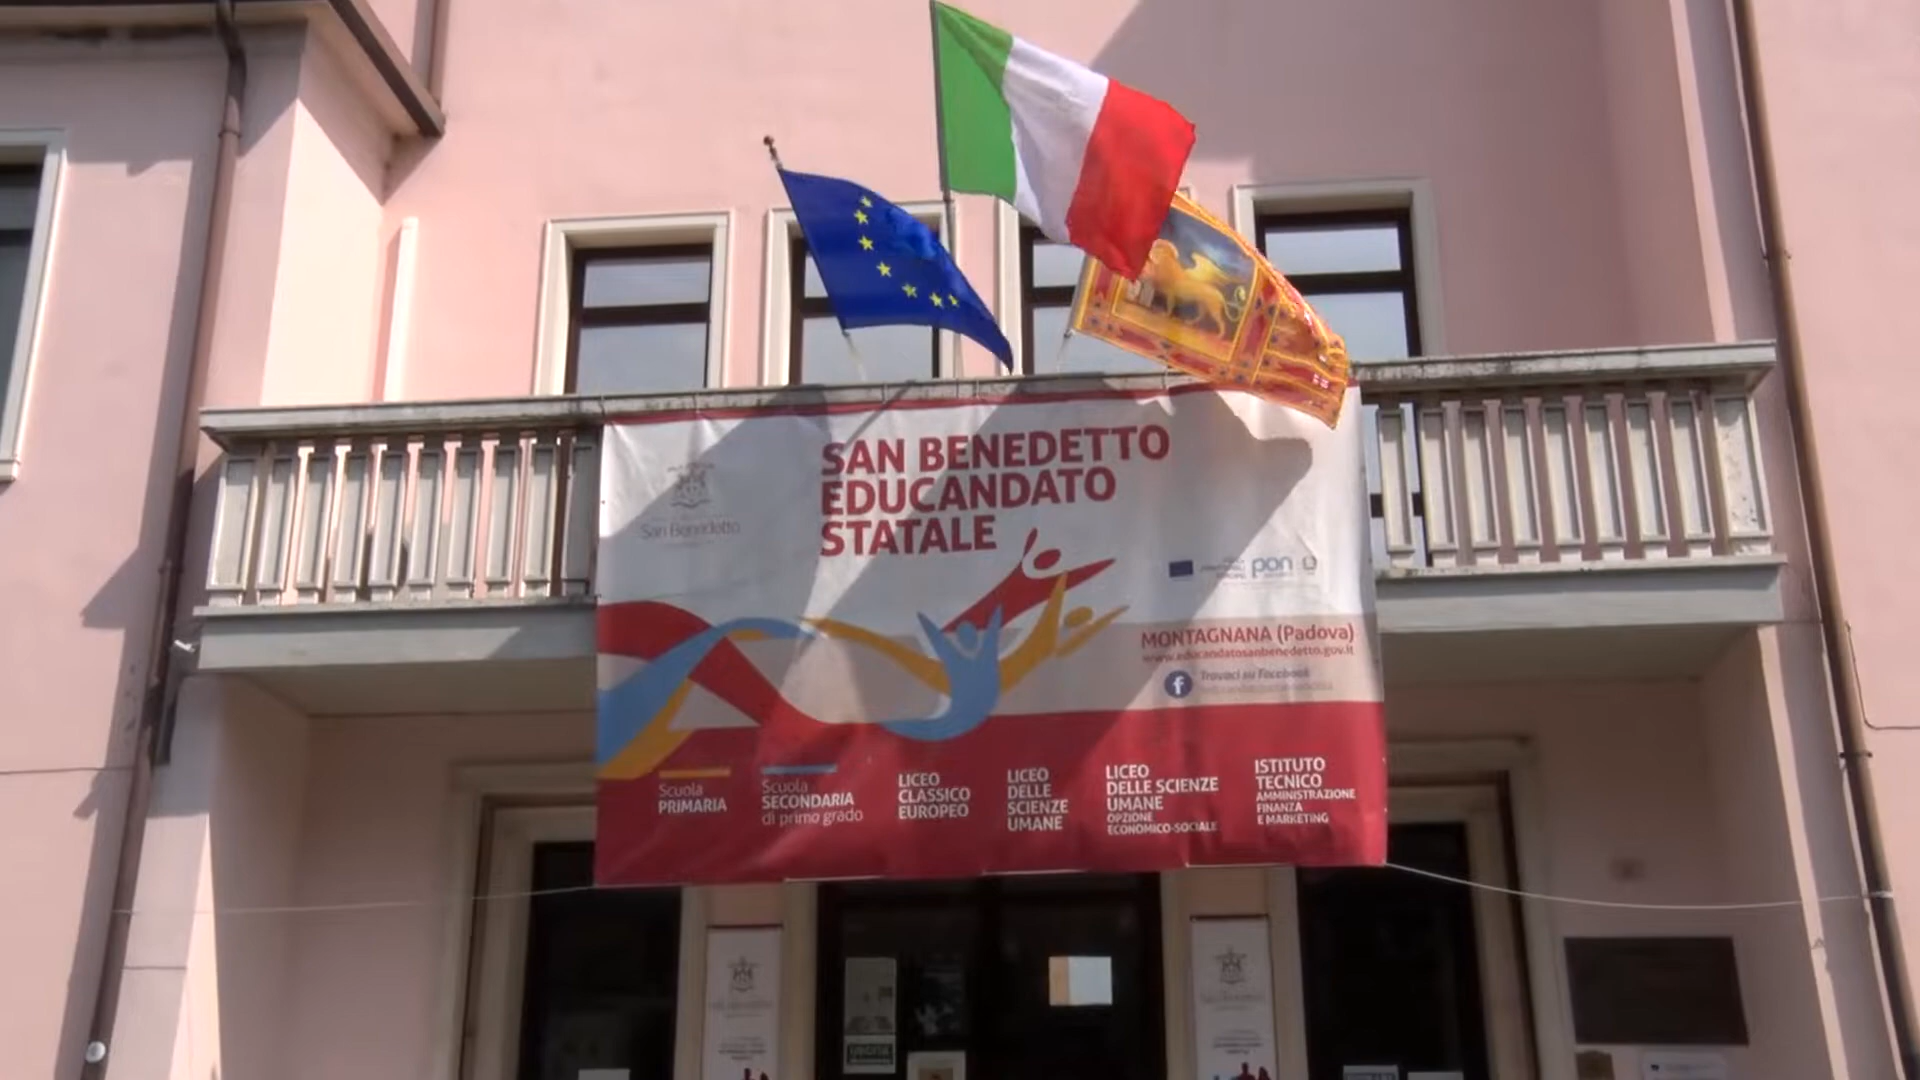 SAN BENEDETTO
EDUCANDATO
STATALE
San Benedetto
pon
MONTAGNANA (Padova)
www.educandatosanbenedetto.gov.it
Trovaci su Facebook
Scuola
PRIMARIA
Scuola
SECONDARIA
di primo grado
LICEO
CLASSICO
EUROPEO
LICEO
DELLE
SCIENZE
UMANE
LICEO
DELLE SCIENZE
UMANE
OPZIONE
ECONOMICO-SOCIALE
ISTITUTO
TECNICO
AMMINISTRAZIONE
FINANZA
E MARKETING